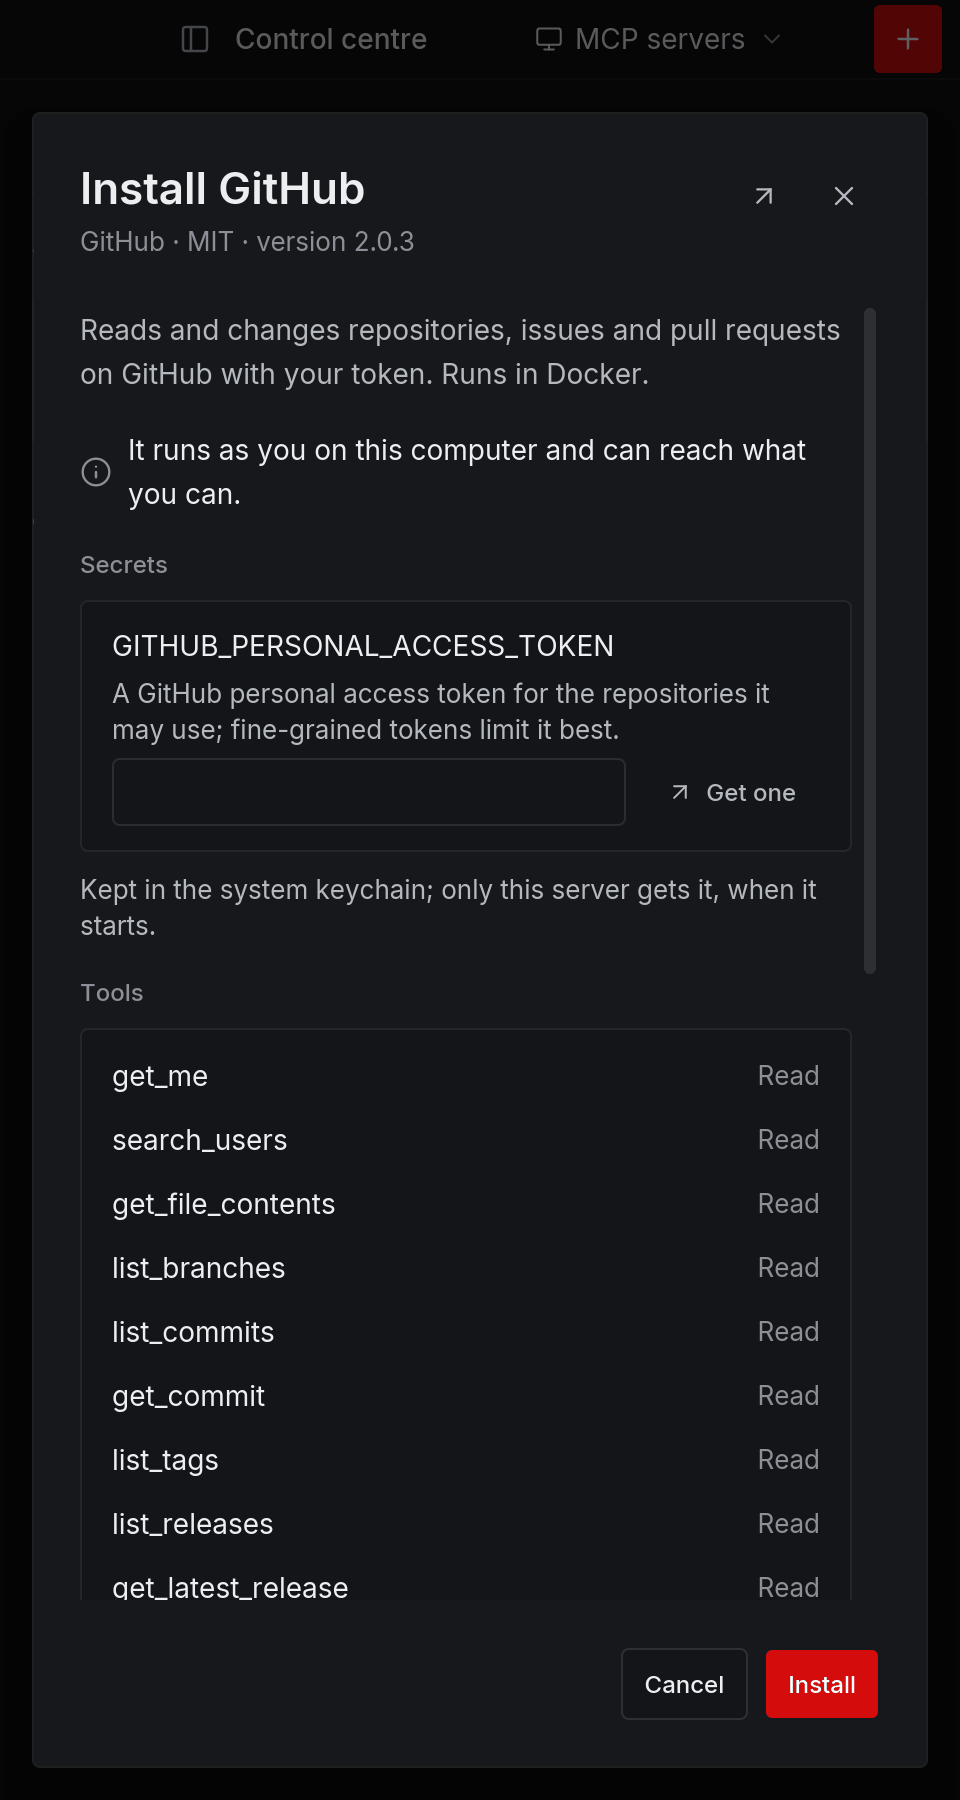 Control centre
MCP servers
Install GitHub
GitHub · MIT · version 2.0.3
Reads and changes repositories, issues and pull requests
on GitHub with your token. Runs in Docker.
It runs as you on this computer and can reach what
you can.
Secrets
GITHUB_PERSONAL_ACCESS_TOKEN
A GitHub personal access token for the repositories it
may use; fine-grained tokens limit it best.
Get one
Kept in the system keychain; only this server gets it, when it
starts.
Tools
get_me Read
search_users Read
get_file_contents Read
list_branches Read
list_commits Read
get_commit Read
list_tags Read
list_releases Read
get_latest_release Read
Cancel
Install